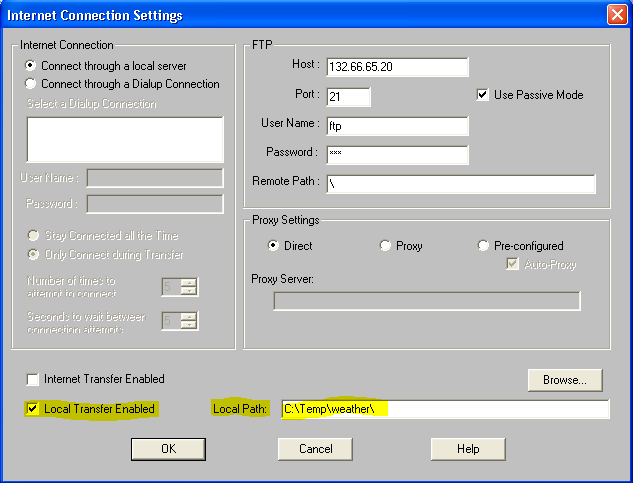 Internet Connection Settings
Internet Connection
Connect through a local server
Connect through a Dialup Connection
Select a Dialup Connection
User Name :
Password :
Stay Connected all the Time
Only Connect during Transfer
Number of times to
attempt to connect
5
Seconds to wait between
connection attempts
5
FTP
Host : 132.66.65.20
Port : 21
Use Passive Mode
User Name : ftp
Password : ***
Remote Path : \
Proxy Settings
Direct
Proxy
Pre-configured
Auto-Proxy
Proxy Server:
Internet Transfer Enabled
Browse...
Local Transfer Enabled
Local Path: C:\Temp\weather\
OK
Cancel
Help